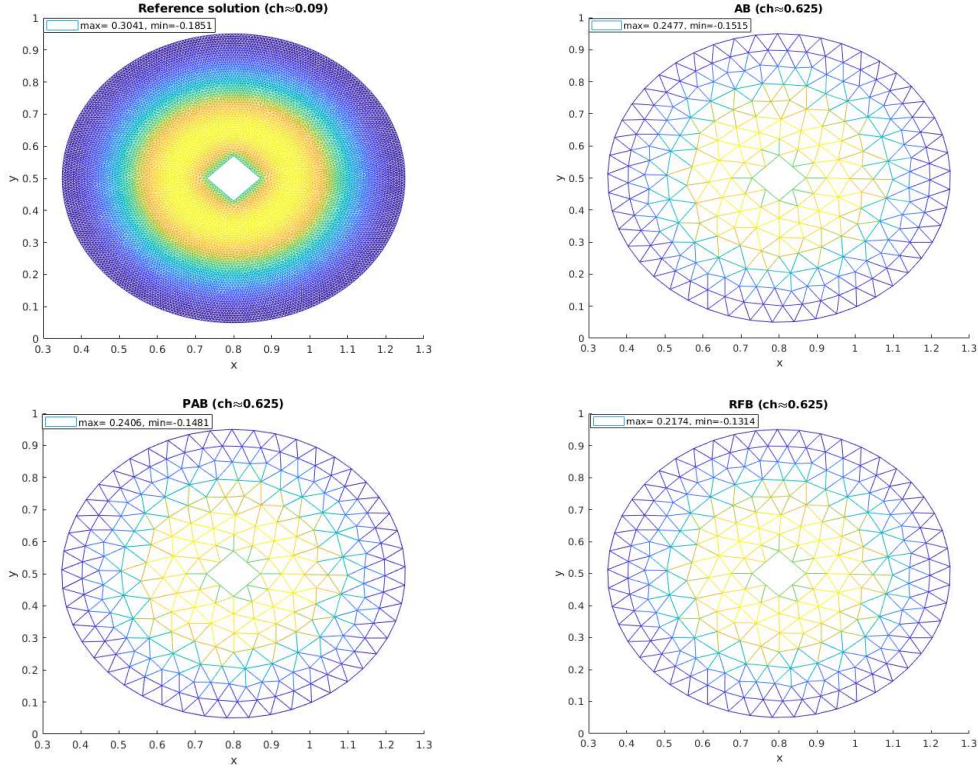 Reference solution (ch≈0.09)
max= 0.3041, min=-0.1851
1
0.9
0.8
0.7
0.6
0.5
0.4
0.3
0.2
0.1
0
y
0.3 0.4 0.5 0.6 0.7 0.8 0.9 1 1.1 1.2 1.3
x
AB (ch≈0.625)
max= 0.2477, min=-0.1515
1
0.9
0.8
0.7
0.6
0.5
0.4
0.3
0.2
0.1
0
y
0.3 0.4 0.5 0.6 0.7 0.8 0.9 1 1.1 1.2 1.3
x
PAB (ch≈0.625)
max= 0.2406, min=-0.1481
1
0.9
0.8
0.7
0.6
0.5
0.4
0.3
0.2
0.1
0
y
0.3 0.4 0.5 0.6 0.7 0.8 0.9 1 1.1 1.2 1.3
x
RFB (ch≈0.625)
max= 0.2174, min=-0.1314
1
0.9
0.8
0.7
0.6
0.5
0.4
0.3
0.2
0.1
0
y
0.3 0.4 0.5 0.6 0.7 0.8 0.9 1 1.1 1.2 1.3
x